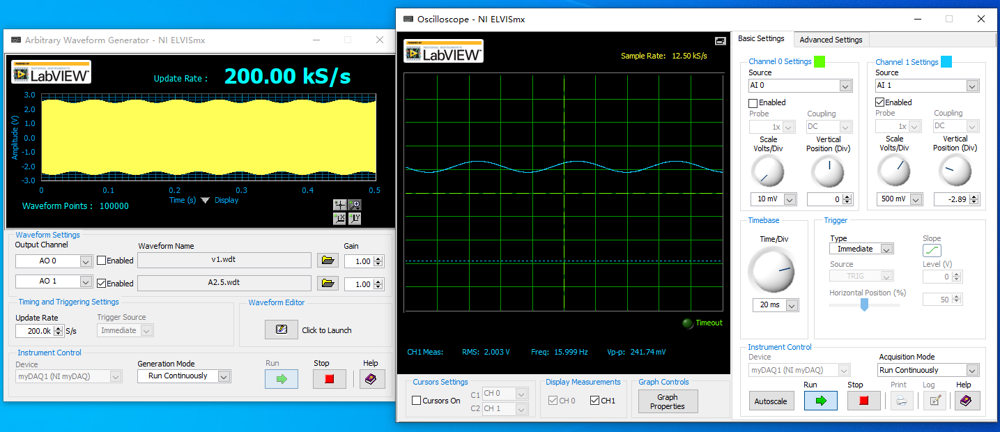 Arbitrary Waveform Generator - NI ELVISmx
POWERED BY
NATIONAL INSTRUMENTS
LabVIEW™
Update Rate : 200.00 kS/s
3.0
2.0
1.0
0.0
-1.0
-2.0
-3.0
Amplitude (V)
0 0.1 0.2 0.3 0.4 0.5
Time (s) Display
Waveform Points : 100000
Waveform Settings
Output Channel Waveform Name Gain
AO 0 Enabled v1.wdt 1.00
AO 1 Enabled A2.5.wdt 1.00
Timing and Triggering Settings
Update Rate Trigger Source
200.0k S/s Immediate
Waveform Editor
Click to Launch
Instrument Control
Device Generation Mode Run Stop Help
myDAQ1 (NI myDAQ) Run Continuously
Oscilloscope - NI ELVISmx
POWERED BY
NATIONAL INSTRUMENTS
LabVIEW™
Sample Rate: 12.50 kS/s
Timeout
CH1 Meas: RMS: 2.003 V Freq: 15.999 Hz Vp-p: 241.74 mV
Cursors Settings
Cursors On
C1 CH 0
C2 CH 1
Display Measurements
CH 0 CH1
Graph Controls
Graph
Properties
Basic Settings Advanced Settings
Channel 0 Settings
Source
AI 0
Enabled
Probe Coupling
1x DC
Scale Vertical
Volts/Div Position (Div)
10 mV 0
Channel 1 Settings
Source
AI 1
Enabled
Probe Coupling
1x DC
Scale Vertical
Volts/Div Position (Div)
500 mV -2.89
Timebase
Time/Div
20 ms
Trigger
Type Slope
Immediate
Source Level (V)
TRIG 0
Horizontal Position (%)
50
Instrument Control
Device Acquisition Mode
myDAQ1 (NI myDAQ) Run Continuously
Run Stop Print Log Help
Autoscale